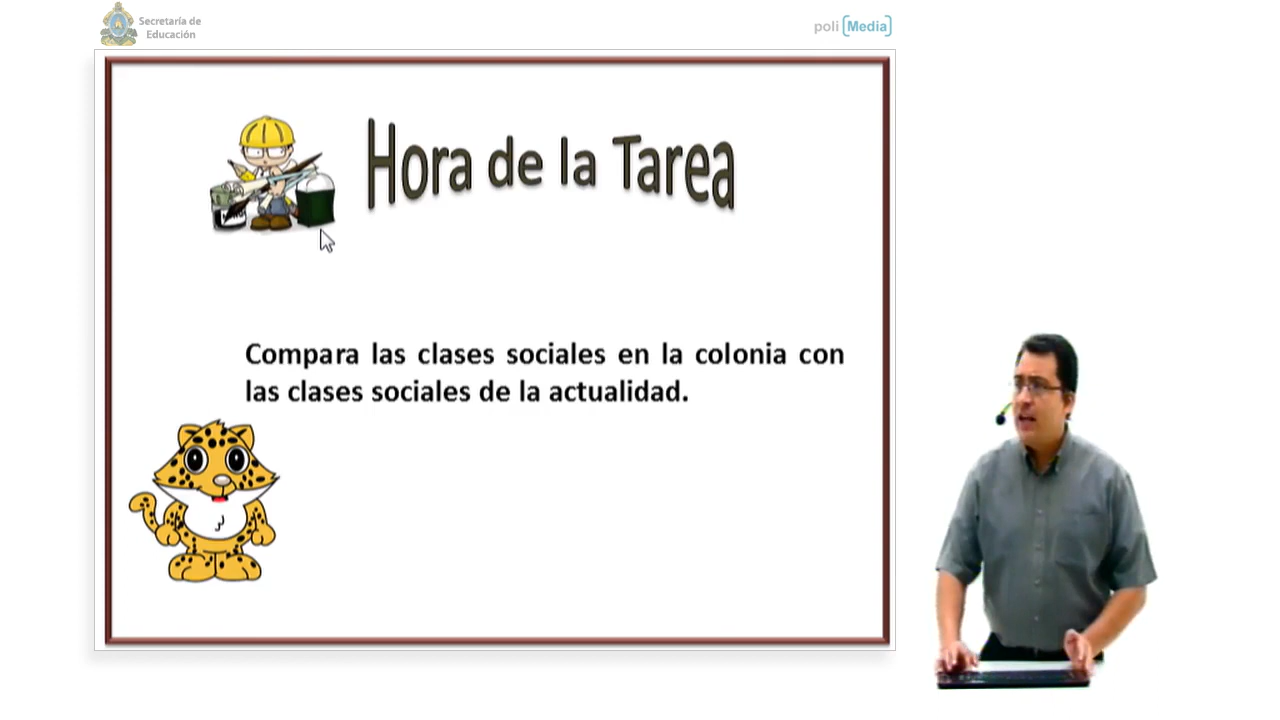 Secretaría de
Educación
poli [Media]
Hora de la Tarea
Compara las clases sociales en la colonia con
las clases sociales de la actualidad.